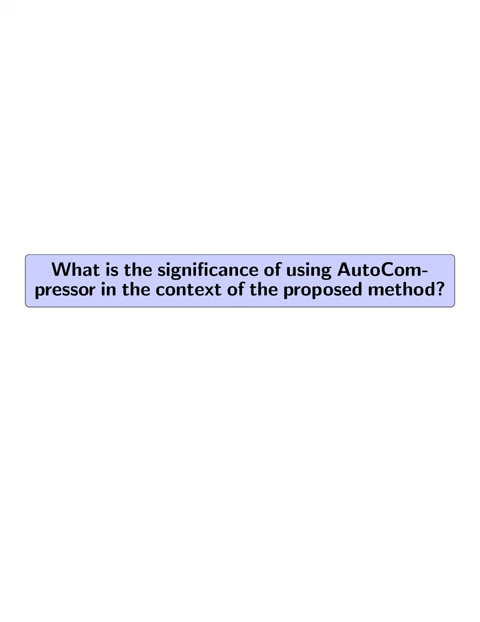 What is the significance of using AutoCom-
pressor in the context of the proposed method?